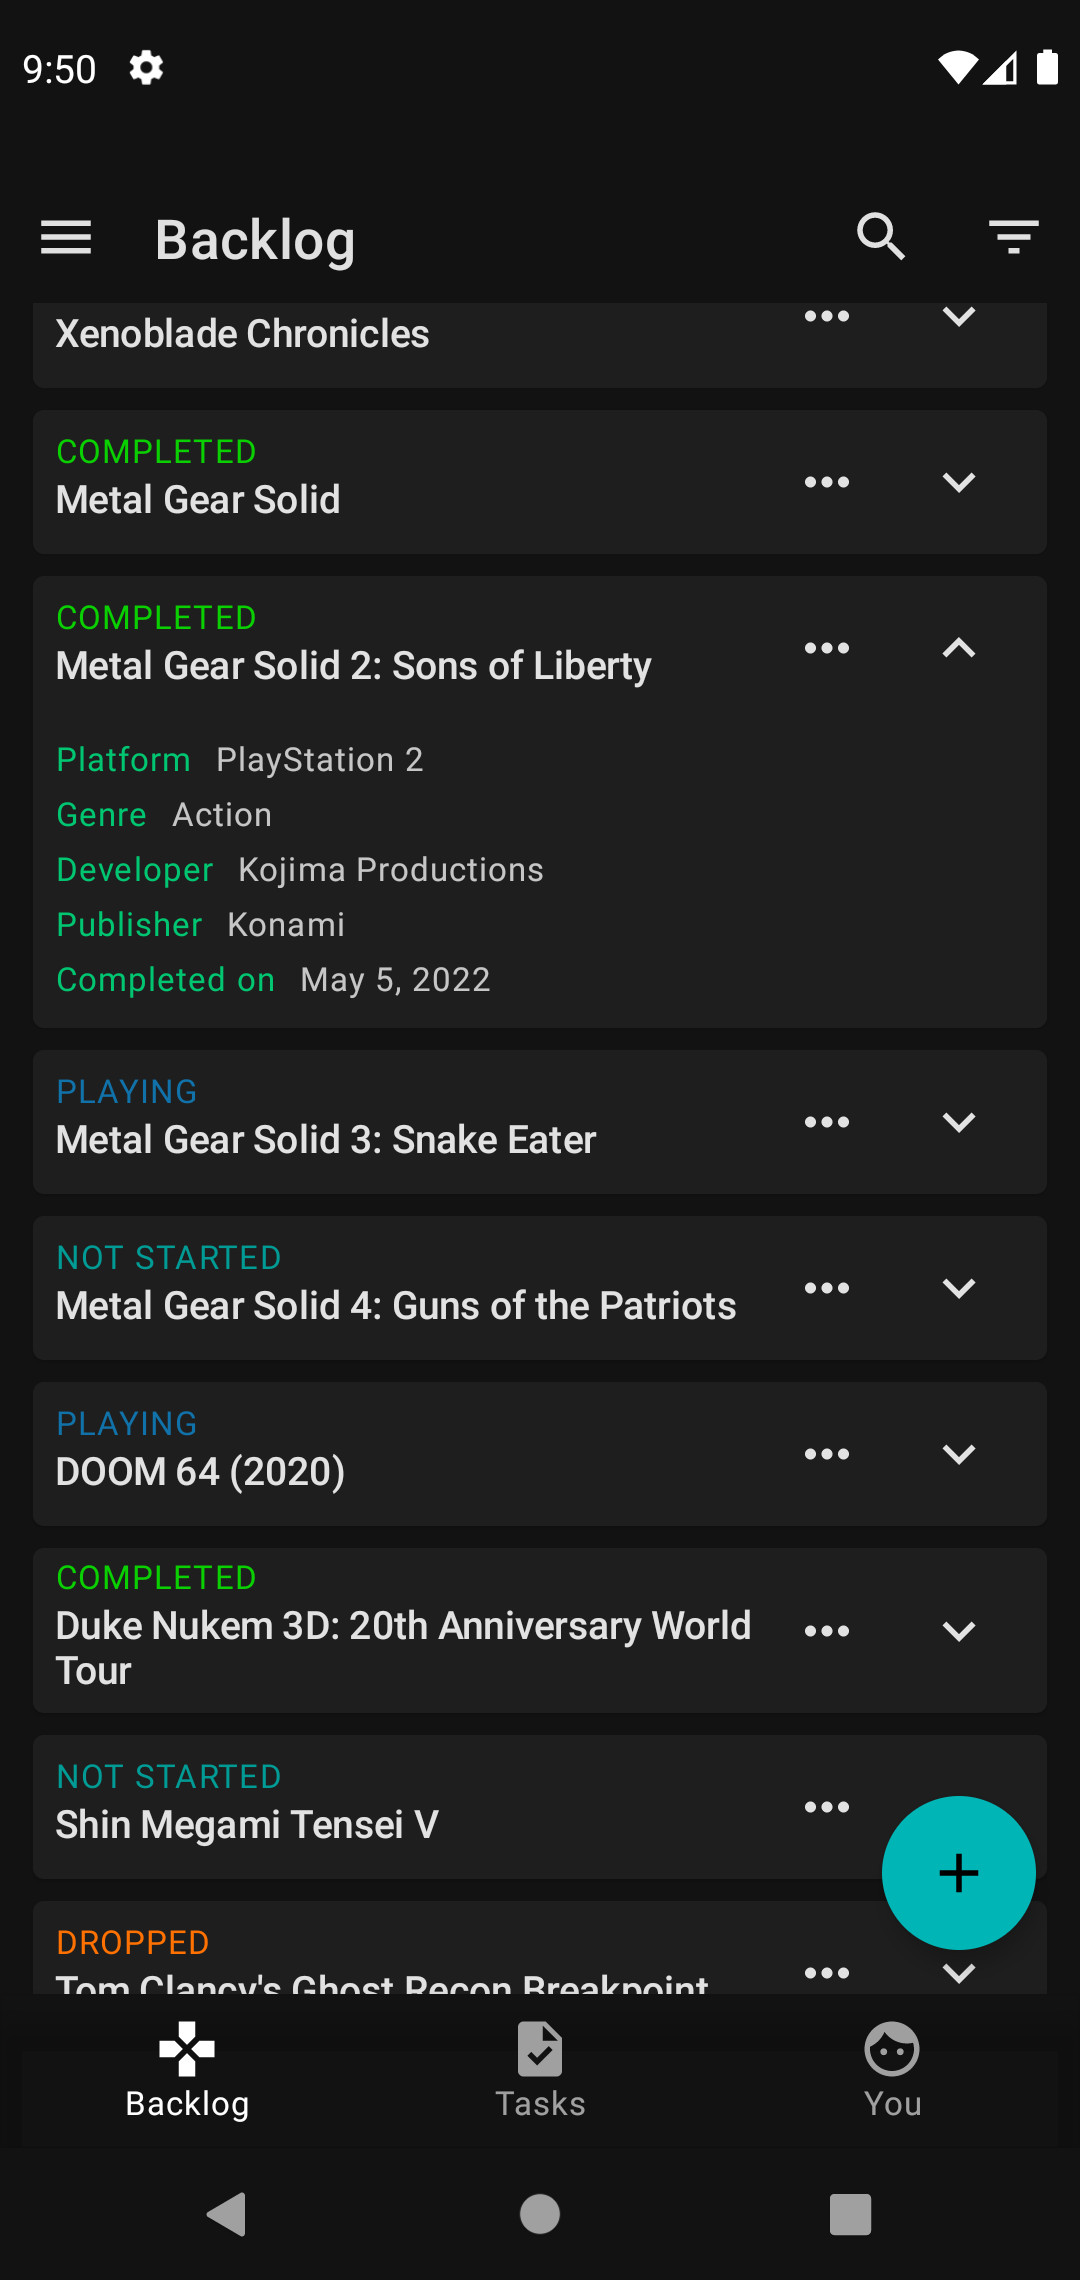 9:50
Backlog
Xenoblade Chronicles
COMPLETED
Metal Gear Solid
COMPLETED
Metal Gear Solid 2: Sons of Liberty
Platform PlayStation 2
Genre Action
Developer Kojima Productions
Publisher Konami
Completed on May 5, 2022
PLAYING
Metal Gear Solid 3: Snake Eater
NOT STARTED
Metal Gear Solid 4: Guns of the Patriots
PLAYING
DOOM 64 (2020)
COMPLETED
Duke Nukem 3D: 20th Anniversary World
Tour
NOT STARTED
Shin Megami Tensei V
DROPPED
Tom Clancy's Ghost Recon Breakpoint
Backlog Tasks You